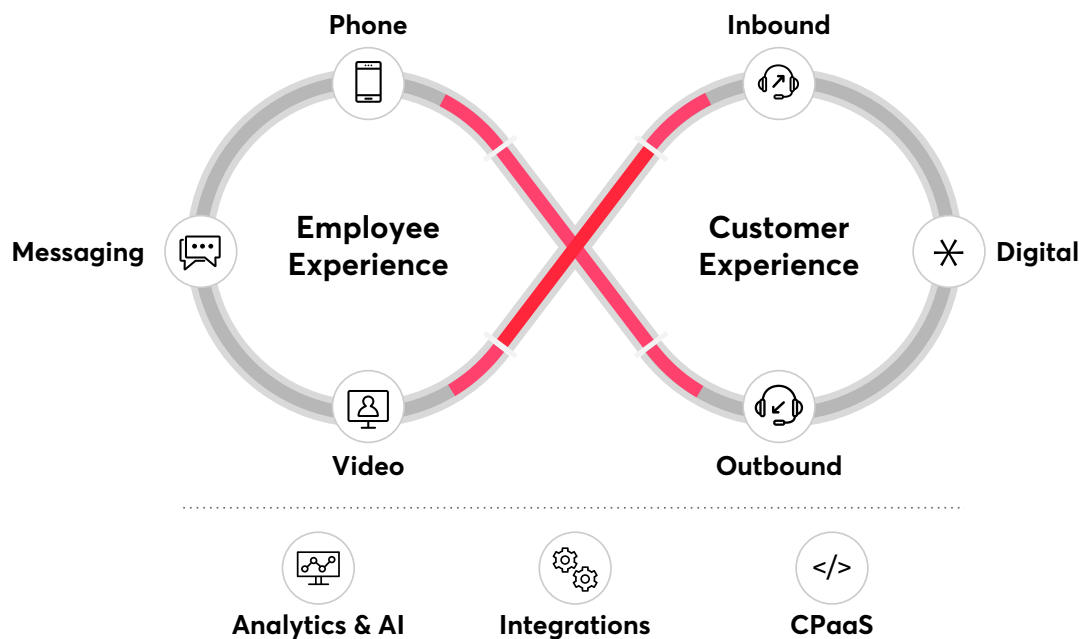 Phone
Inbound
Employee
Experience
Customer
Experience
Messaging
Digital
Video
Outbound
Analytics & AI
Integrations
</>
CPaaS